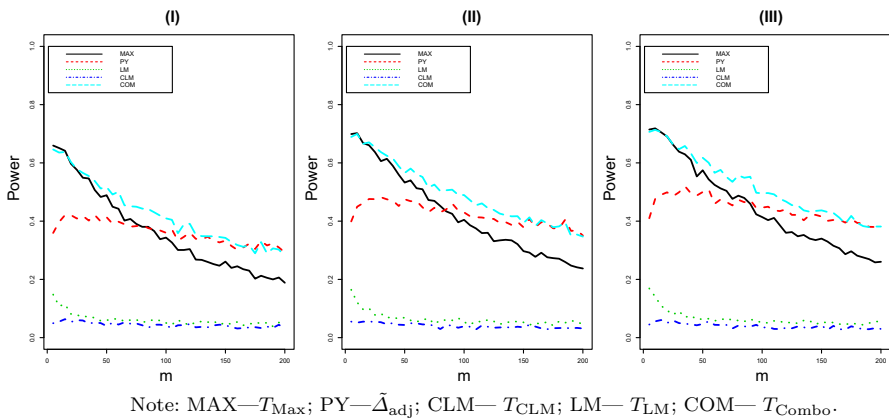 (I) (II) (III)
Power
1.0
0.8
0.6
0.4
0.2
0.0
MAX
PY
LM
CLM
COM
0 50 100 150 200
m
Power
1.0
0.8
0.6
0.4
0.2
0.0
MAX
PY
LM
CLM
COM
0 50 100 150 200
m
Power
1.0
0.8
0.6
0.4
0.2
0.0
MAX
PY
LM
CLM
COM
0 50 100 150 200
m
Note: MAX—T_Max; PY—Δ̃_adj; CLM— T_CLM; LM— T_LM; COM— T_Combo.